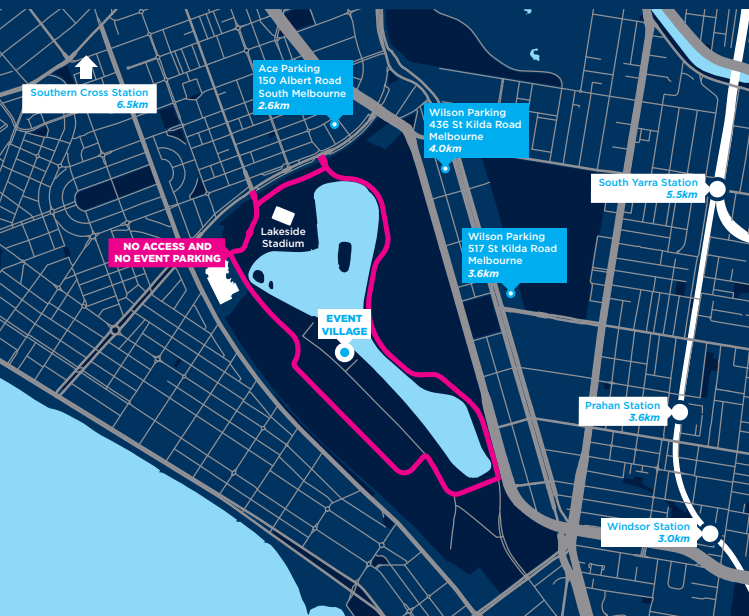 Ace Parking
150 Albert Road
South Melbourne
2.6km
Southern Cross Station
6.5km
Wilson Parking
436 St Kilda Road
Melbourne
4.0km
South Yarra Station
5.5km
Lakeside
Stadium
NO ACCESS AND
NO EVENT PARKING
Wilson Parking
517 St Kilda Road
Melbourne
3.6km
EVENT
VILLAGE
Prahan Station
3.6km
Windsor Station
3.0km